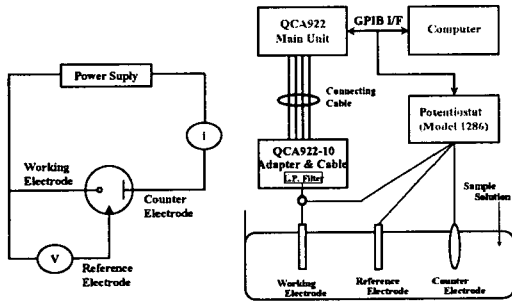 Power Suply
i
Working
Electrode
Counter
Electrode
V
Reference
Electrode
QCA922
Main Unit
GPIB I/F
Computer
Connecting
Cable
Potentiostat
(Model 1286)
QCA922-10
Adapter & Cable
L.P. Filter
Sample
Solution
Working
Electrode
Reference
Electrode
Counter
Electrode